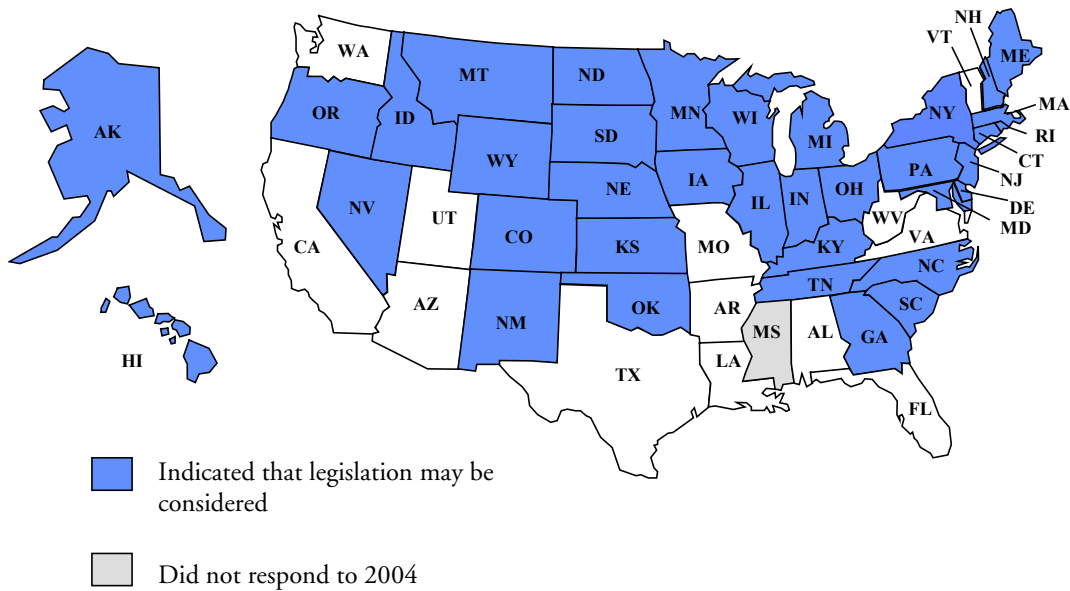 NH
VT
WA
ME
MT
ND
MA
OR
ID
MN
WI
NY
AK
SD
MI
RI
WY
CT
PA
IA
NJ
NE
OH
IL
IN
NV
DE
UT
WV
MD
CO
CA
KS
MO
KY
VA
NC
TN
AZ
OK
AR
SC
NM
MS
AL
GA
HI
LA
TX
FL
Indicated that legislation may be
considered
Did not respond to 2004